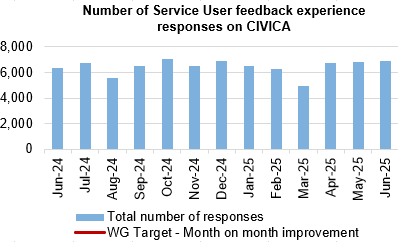 Number of Service User feedback experience
responses on CIVICA
8,000
6,000
4,000
2,000
0
Jun-24
Jul-24
Aug-24
Sep-24
Oct-24
Nov-24
Dec-24
Jan-25
Feb-25
Mar-25
Apr-25
May-25
Jun-25
Total number of responses
WG Target - Month on month improvement